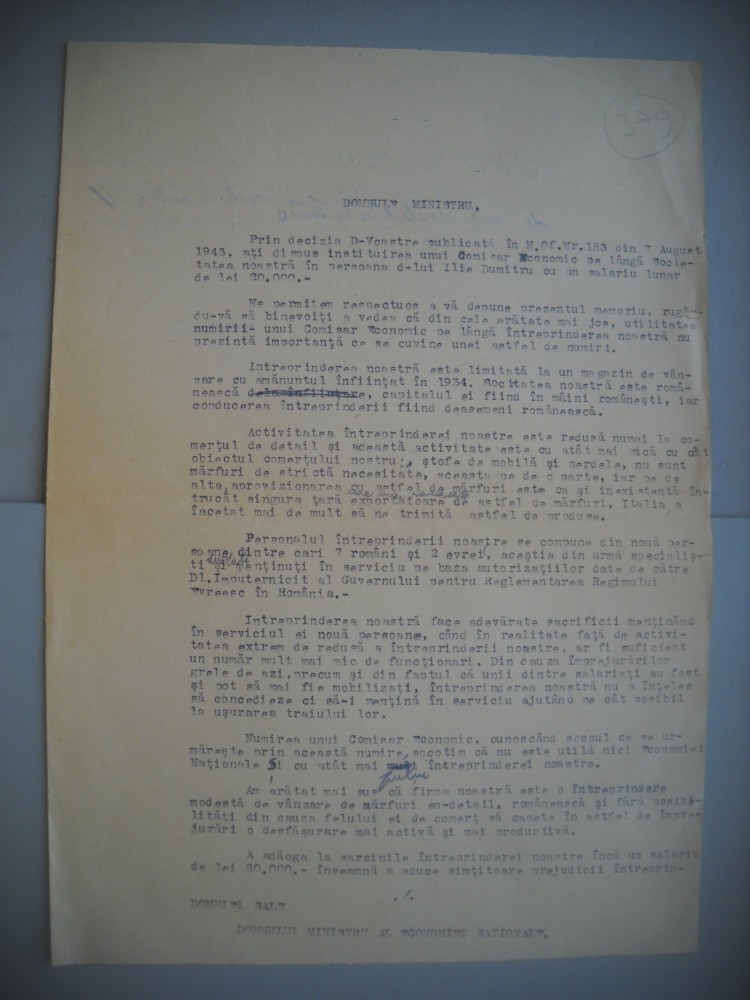 379
DOMNULE MINISTRU,
Prin decizia D-Voastre publicată în M.Of.Nr.183 din 7 August
1943, ați dispus instituirea unui Comisar Economic pe lângă Socie-
tatea noastră în persoana d-lui Ilie Dumitru cu un salariu lunar
de lei 30.000.-
Ne permitem respectuos a vă depune prezentul memoriu, rugân-
du-vă să binevoiți a vedea că din cele arătate mai jos, utilitatea
numirii unui Comisar Economic pe lângă întreprinderea noastră nu
prezintă importanță ce se cuvine unei astfel de numiri.
Intreprinderea noastră este limitată la un magazin de vân-
zare cu amănuntul înființat în 1934. Societatea noastră este româ-
nească dela înființare, capitalul ei fiind în mâini românești, iar
conducerea întreprinderii fiind deasemeni românească.
Activitatea întreprinderei noastre este redusă numai la co-
merțul de detail și această activitate este cu atât mai mică cu cât
obiectul comerțului nostru, stofe de mobilă și perdele, nu sunt
mărfuri de strictă necesitate, aceasta pe de o parte, iar pe de
alta, aprovizionarea cu astfel de mărfuri este ca și inexistentă în-
trucât singura țară exportatoare de astfel de mărfuri, Italia, a
încetat mai de mult să ne trimită astfel de produse.
Personalul întreprinderii noastre se compune din nouă per-
soane dintre cari 7 români și 2 evrei, aceștia din urmă specialiș-
ti și menținuți în serviciu pe baza autorizațiilor date de către
Dl. Imputernicit al Guvernului pentru Reglementarea Regimului
Evreesc în România.-
Intreprinderea noastră face adevărate sacrificii menținând
în serviciul ei nouă persoane, când în realitate față de activi-
tatea extrem de redusă a întreprinderii noastre, ar fi suficient
un număr mult mai mic de funcționari. Din cauza împrejurărilor
grele de azi, precum și din faptul că unii dintre salariați au fost
și pot să mai fie mobilizați, întreprinderea noastră nu a înțeles
să concedieze ci să-i mențină în serviciu ajutând pe cât posibil
la ușurarea traiului lor.
Numirea unui Comisar Economic, cunoscând scopul ce se ur-
mărește prin această numire, socotim că nu este utilă nici Economiei
Naționale și cu atât mai mult puțin întreprinderei noastre.
Am arătat mai sus că firma noastră este o întreprindere
modestă de vânzare de mărfuri en-detail, românească și fără posibi-
lități din cauza felului ei de comerț să capete în astfel de împre-
jurări o desfășurare mai activă și mai productivă.
A adăoga la sarcinile întreprinderei noastre încă un salariu
de lei 30.000.- înseamnă a aduce simțitoare prejudicii întreprin-
./.
DOMNIEI SALE
DOMNULUI MINISTRU AL ECONOMIEI NATIONALE.